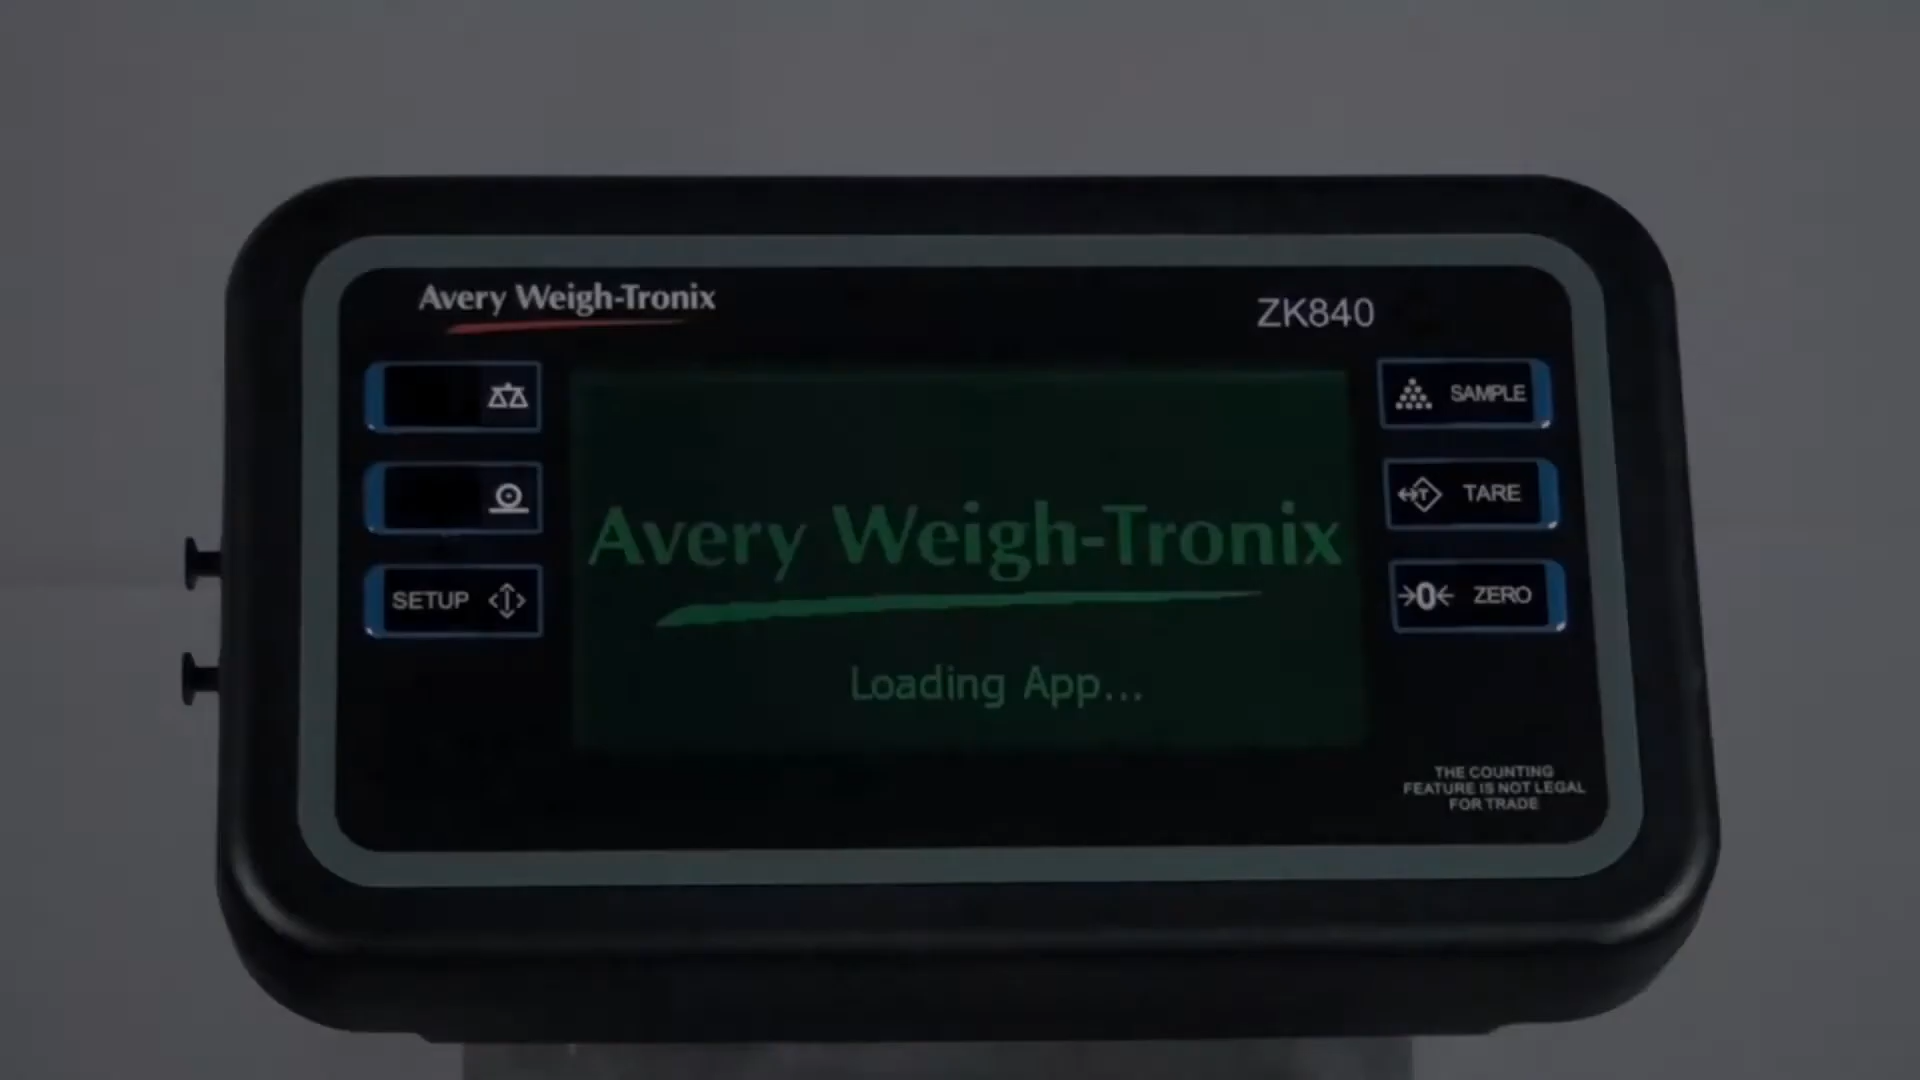 Avery Weigh-Tronix
ZK840
SAMPLE
TARE
SETUP
ZERO
Avery Weigh-Tronix
Loading App...
THE COUNTING
FEATURE IS NOT LEGAL
FOR TRADE